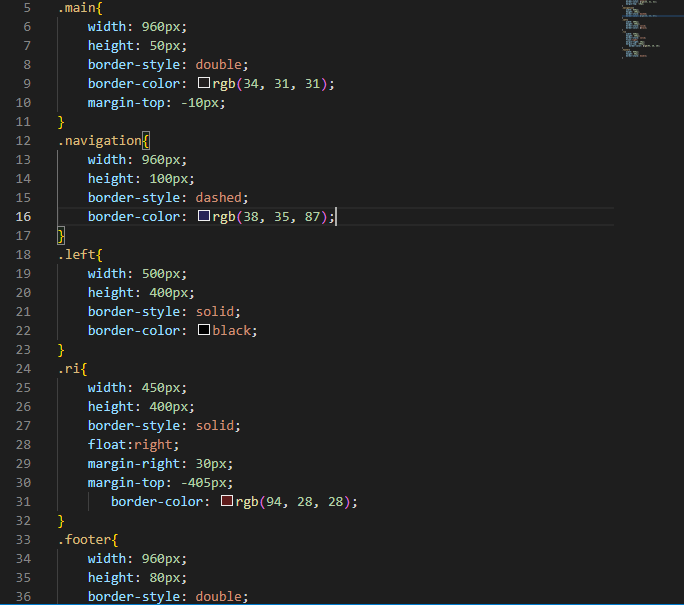 5 .main{
6 width: 960px;
7 height: 50px;
8 border-style: double;
9 border-color: rgb(34, 31, 31);
10 margin-top: -10px;
11 }
12 .navigation{
13 width: 960px;
14 height: 100px;
15 border-style: dashed;
16 border-color: rgb(38, 35, 87);
17 }
18 .left{
19 width: 500px;
20 height: 400px;
21 border-style: solid;
22 border-color: black;
23 }
24 .ri{
25 width: 450px;
26 height: 400px;
27 border-style: solid;
28 float:right;
29 margin-right: 30px;
30 margin-top: -405px;
31 border-color: rgb(94, 28, 28);
32 }
33 .footer{
34 width: 960px;
35 height: 80px;
36 border-style: double;